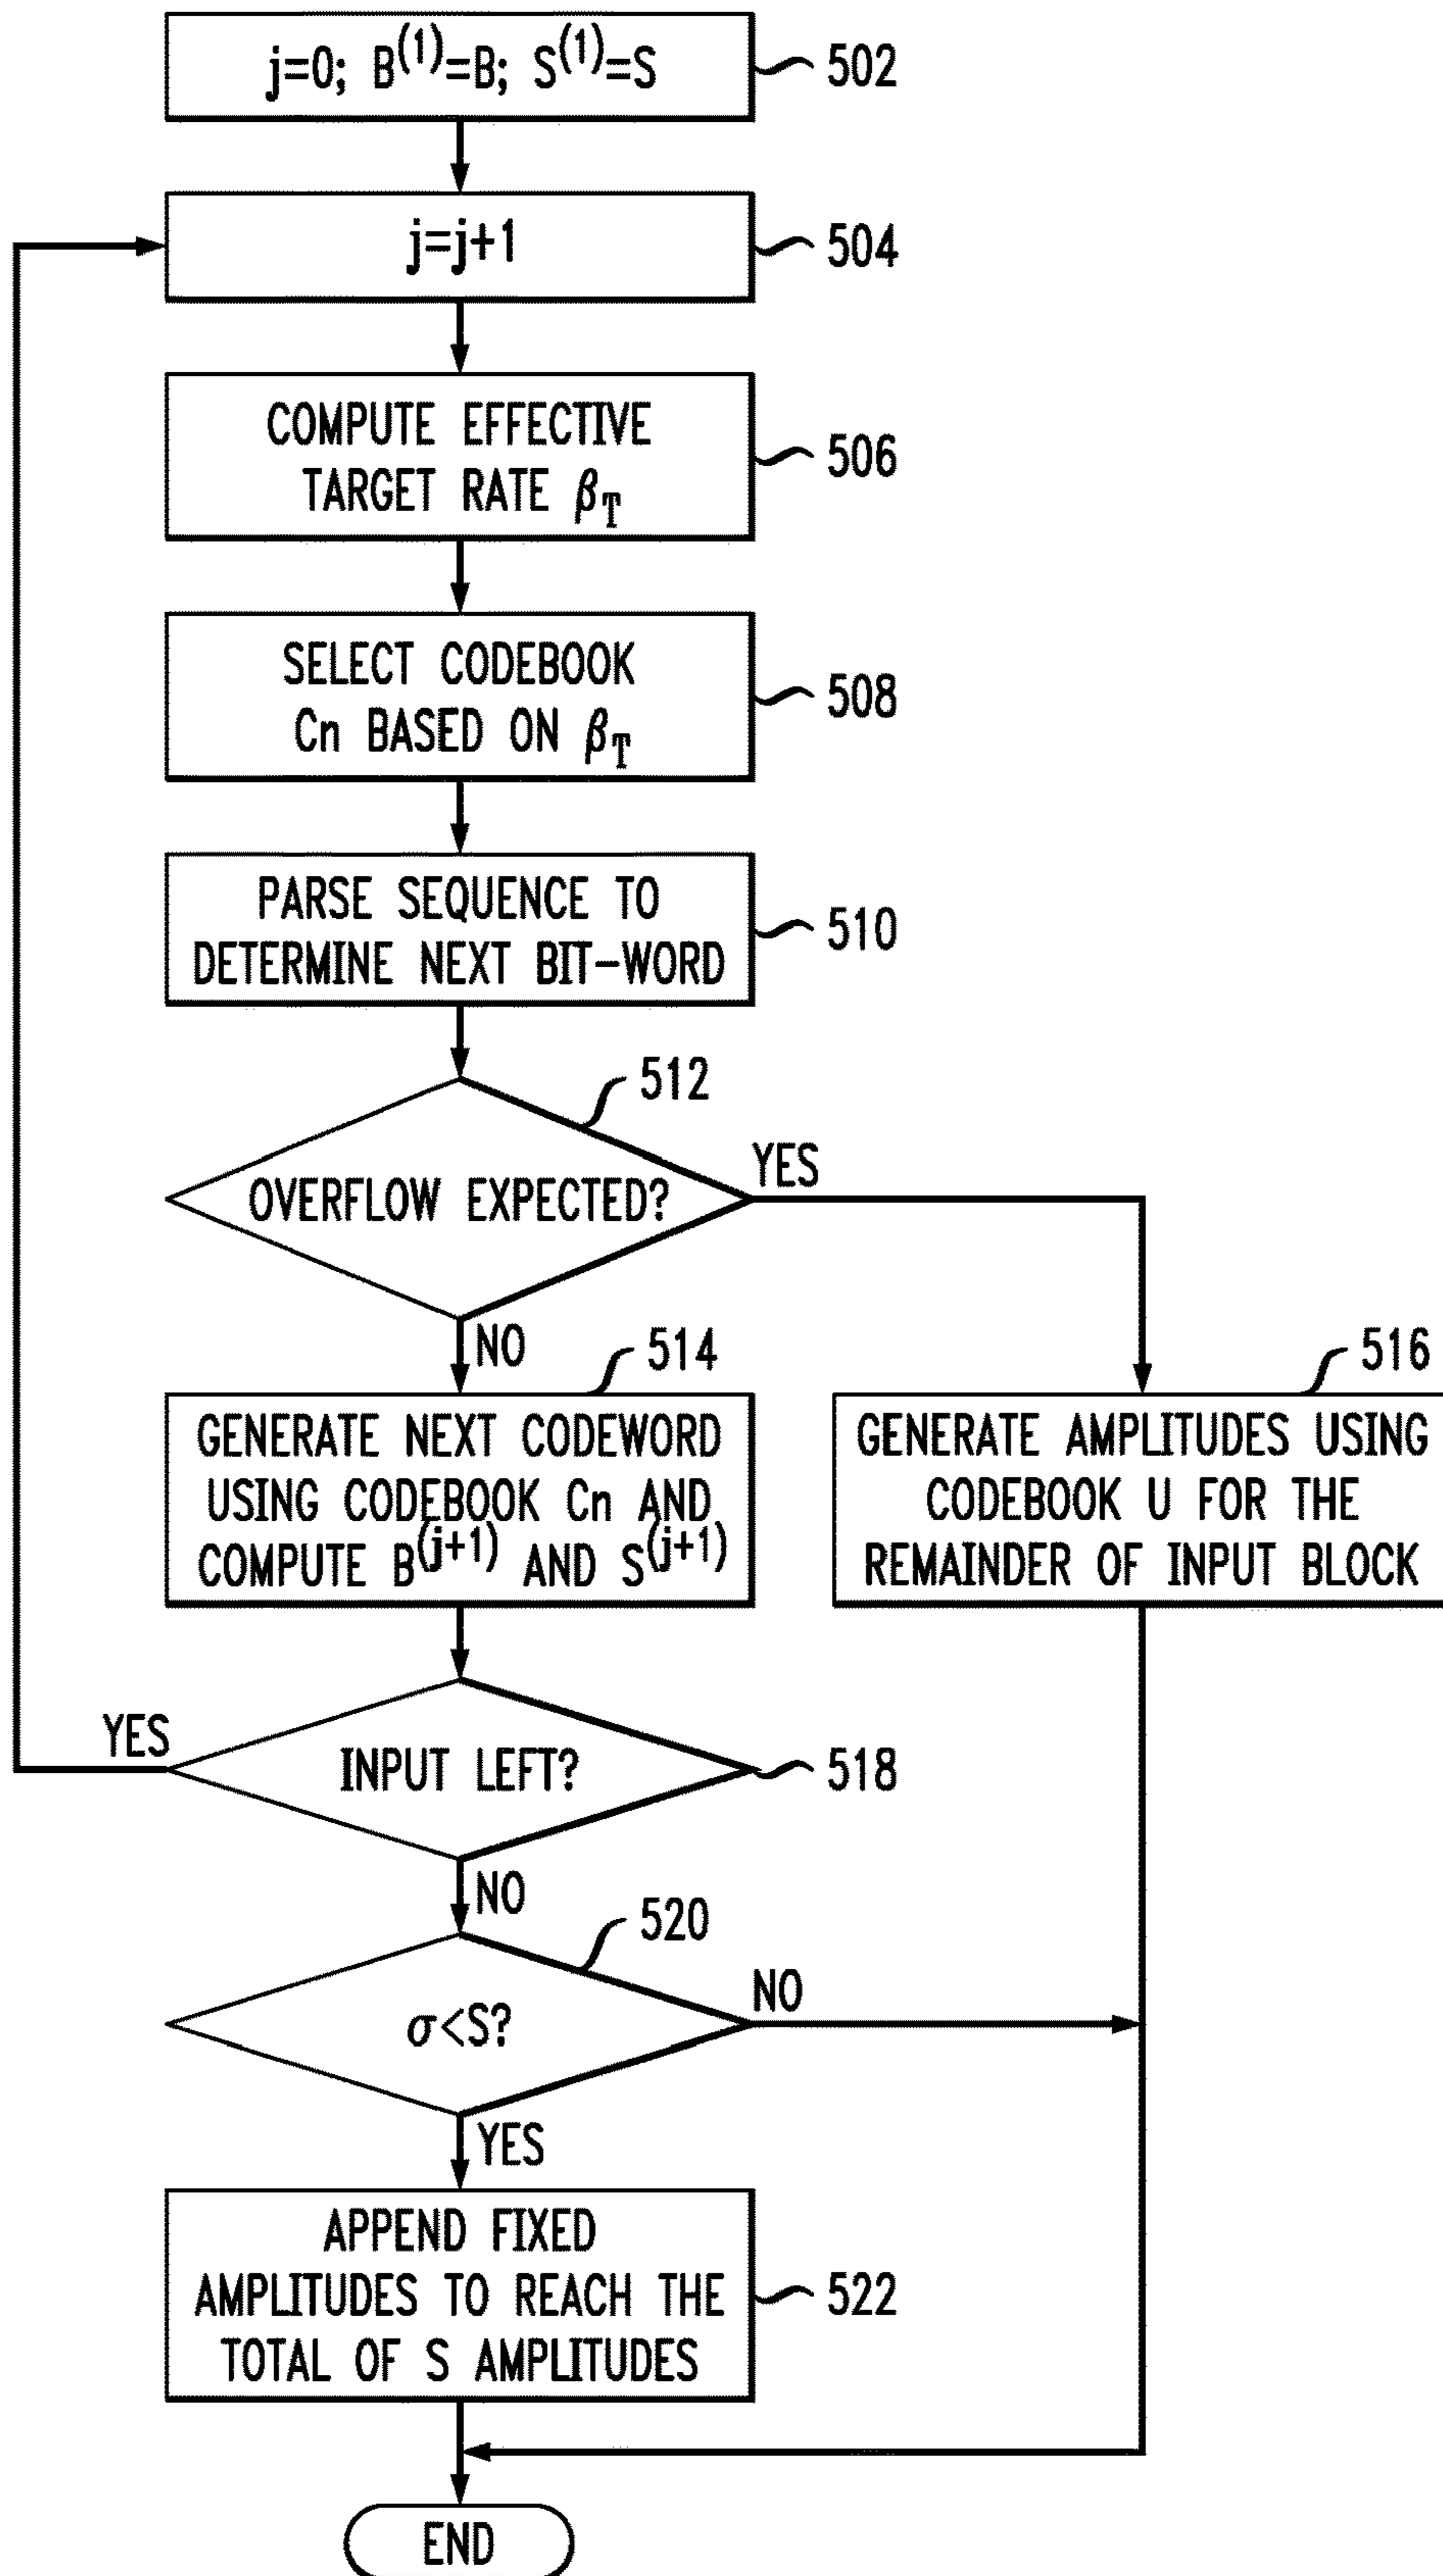 j=0; B^(1)=B; S^(1)=S
502
j=j+1
504
COMPUTE EFFECTIVE
TARGET RATE β_T
506
SELECT CODEBOOK
Cn BASED ON β_T
508
PARSE SEQUENCE TO
DETERMINE NEXT BIT-WORD
510
512
OVERFLOW EXPECTED?
YES
NO
514
GENERATE NEXT CODEWORD
USING CODEBOOK Cn AND
COMPUTE B^(j+1) AND S^(j+1)
516
GENERATE AMPLITUDES USING
CODEBOOK U FOR THE
REMAINDER OF INPUT BLOCK
YES
INPUT LEFT?
518
NO
520
σ<S?
NO
YES
APPEND FIXED
AMPLITUDES TO REACH THE
TOTAL OF S AMPLITUDES
522
END